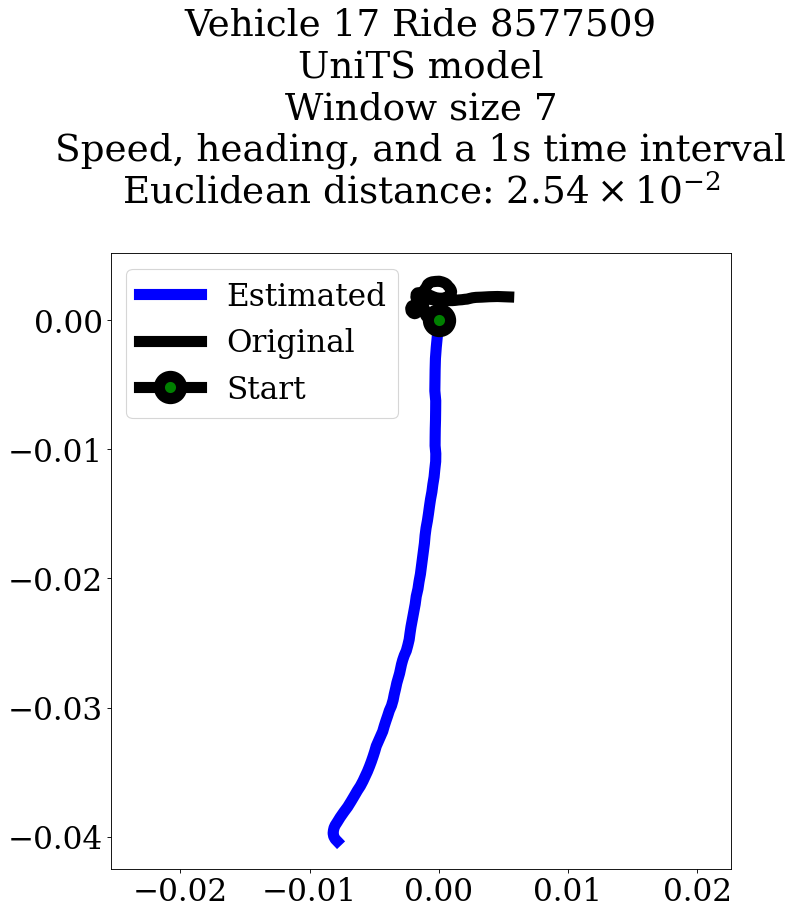 Vehicle 17 Ride 8577509
UniTS model
Window size 7
Speed, heading, and a 1s time interval
Euclidean distance: 2.54 × 10⁻²
Estimated
Original
Start
0.00
−0.01
−0.02
−0.03
−0.04
−0.02 −0.01 0.00 0.01 0.02